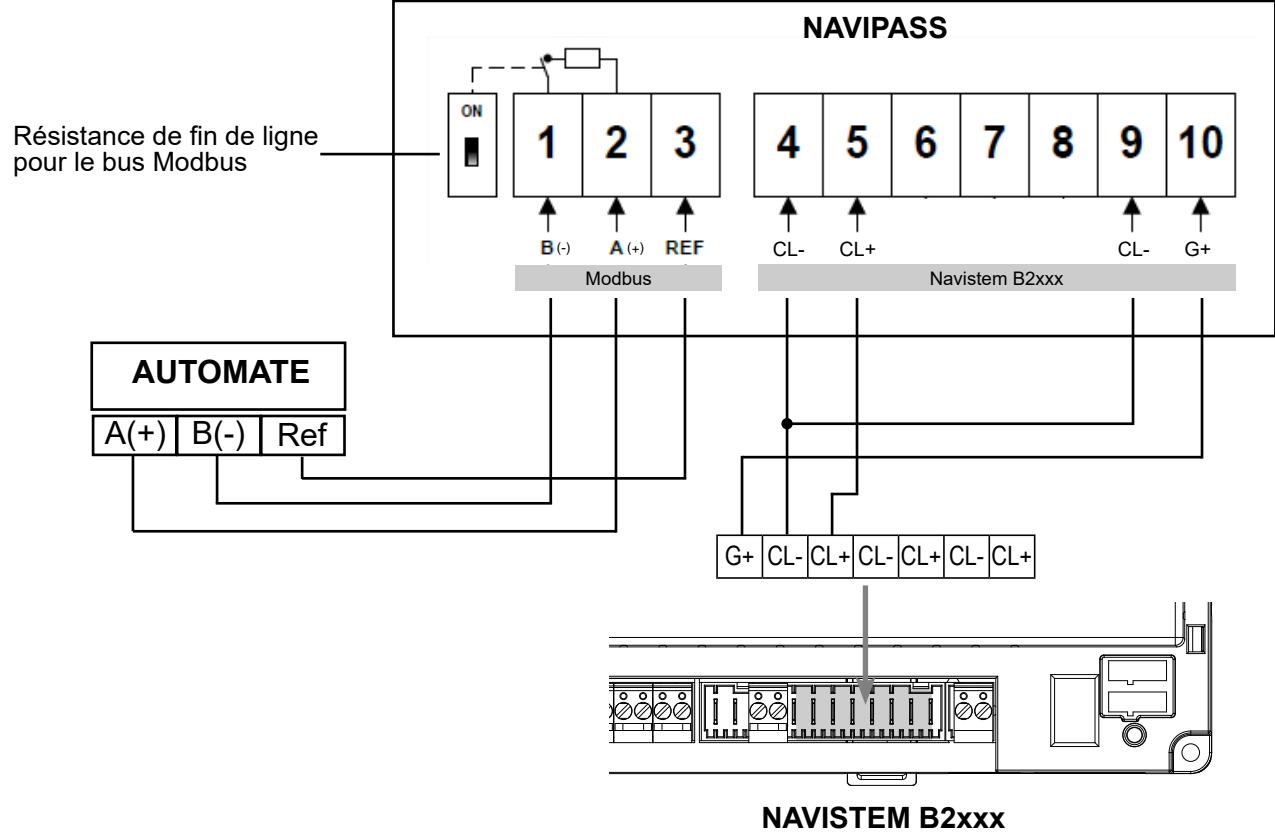 NAVIPASS
ON
1 2 3 4 5 6 7 8 9 10
Résistance de fin de ligne
pour le bus Modbus
B (-) A (+) REF CL- CL+ CL- G+
Modbus Navistem B2xxx
AUTOMATE
A(+) B(-) Ref
G+ CL- CL+ CL- CL+ CL- CL+
NAVISTEM B2xxx